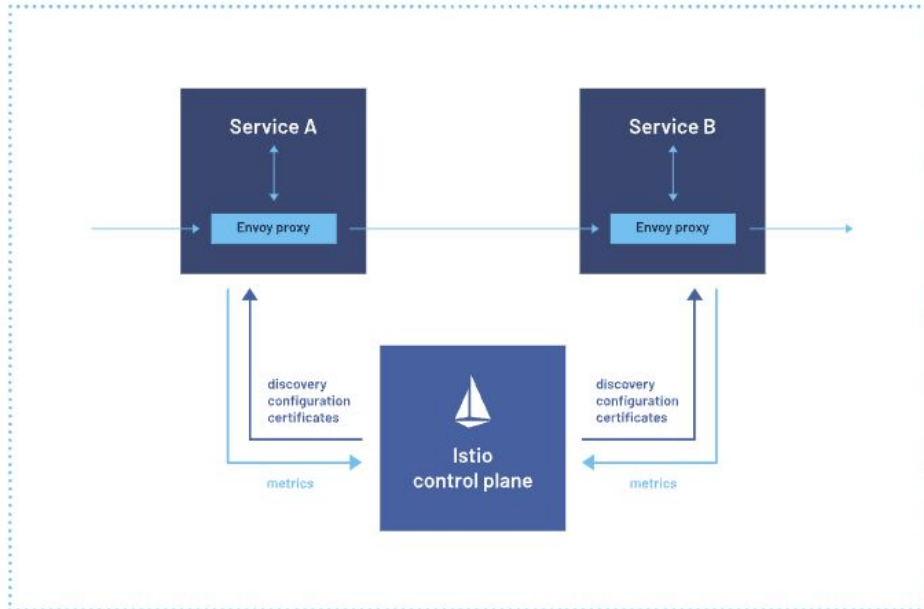 Service A
Service B
Envoy proxy
Envoy proxy
discovery
configuration
certificates
discovery
configuration
certificates
Istio
control plane
metrics
metrics